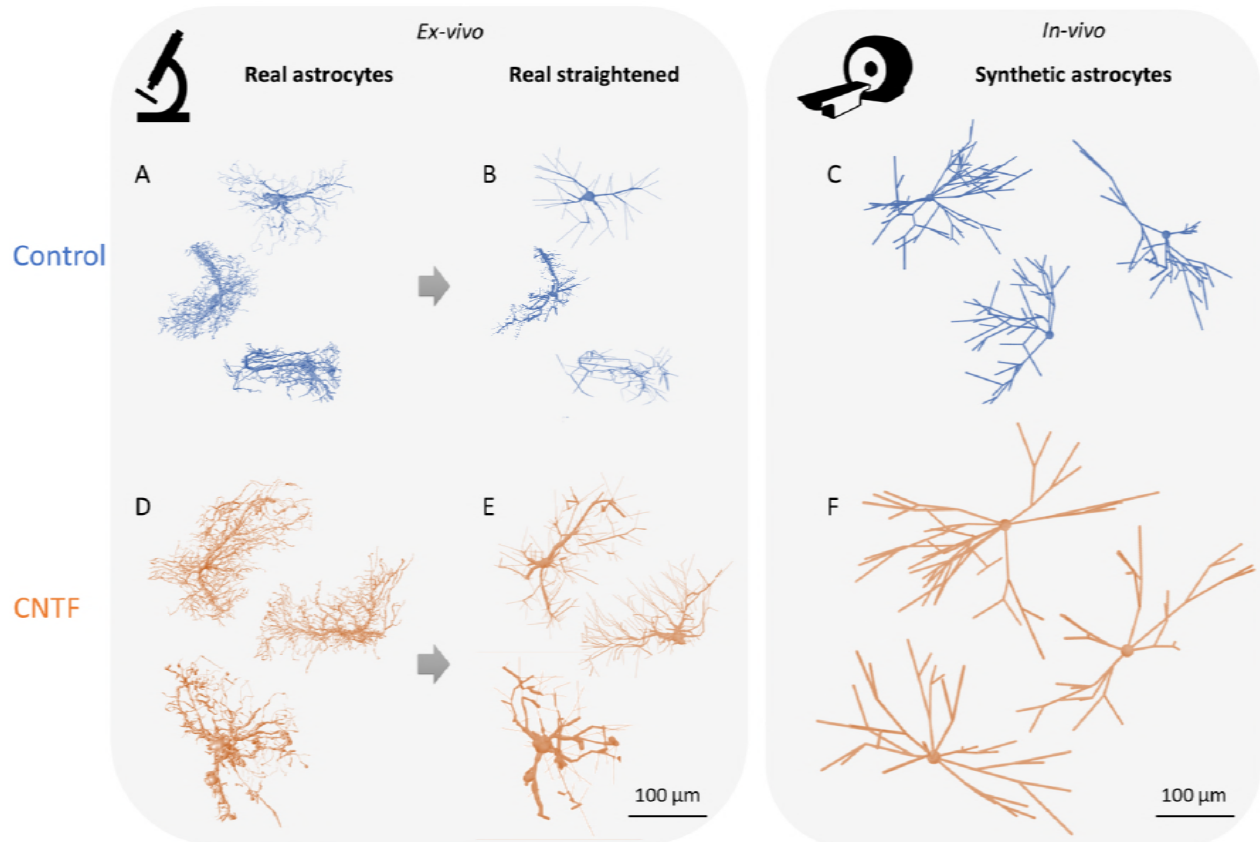 Ex-vivo
Real astrocytes
Real straightened
In-vivo
Synthetic astrocytes
A
B
C
Control
D
E
F
CNTF
100 µm
100 µm